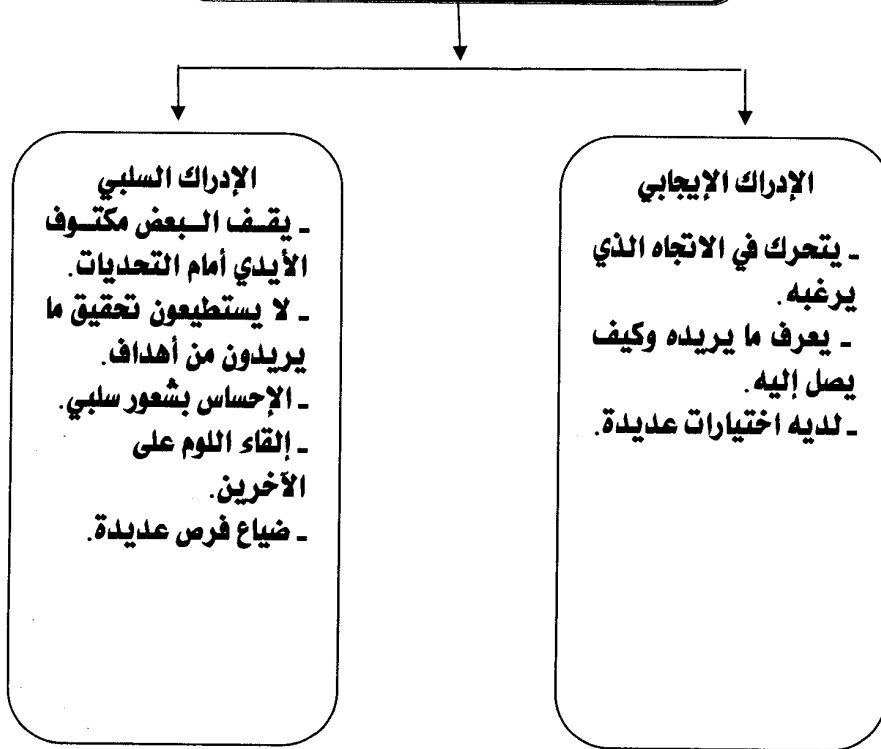 الإدراك الإيجابي
ـ يتحرك في الاتجاه الذي
يرغبه.
ـ يعرف ما يريده وكيف
يصل إليه.
ـ لديه اختيارات عديدة.
الإدراك السلبي
ـ يقف البعض مكتوف
الأيدي أمام التحديات.
ـ لا يستطيعون تحقيق ما
يريدون من أهداف.
ـ الإحساس بشعور سلبي.
ـ إلقاء اللوم على
الآخرين.
ـ ضياع فرص عديدة.